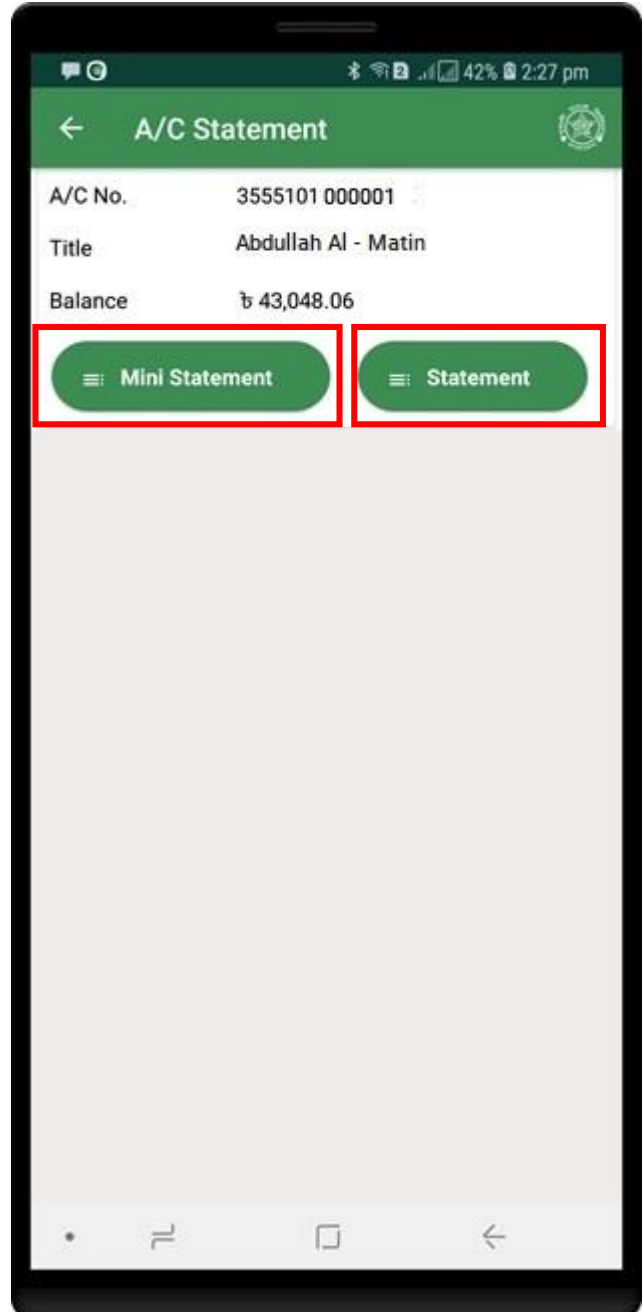 42% 2:27 pm
A/C Statement
A/C No. 3555101 000001
Title Abdullah Al - Matin
Balance ৳ 43,048.06
Mini Statement Statement